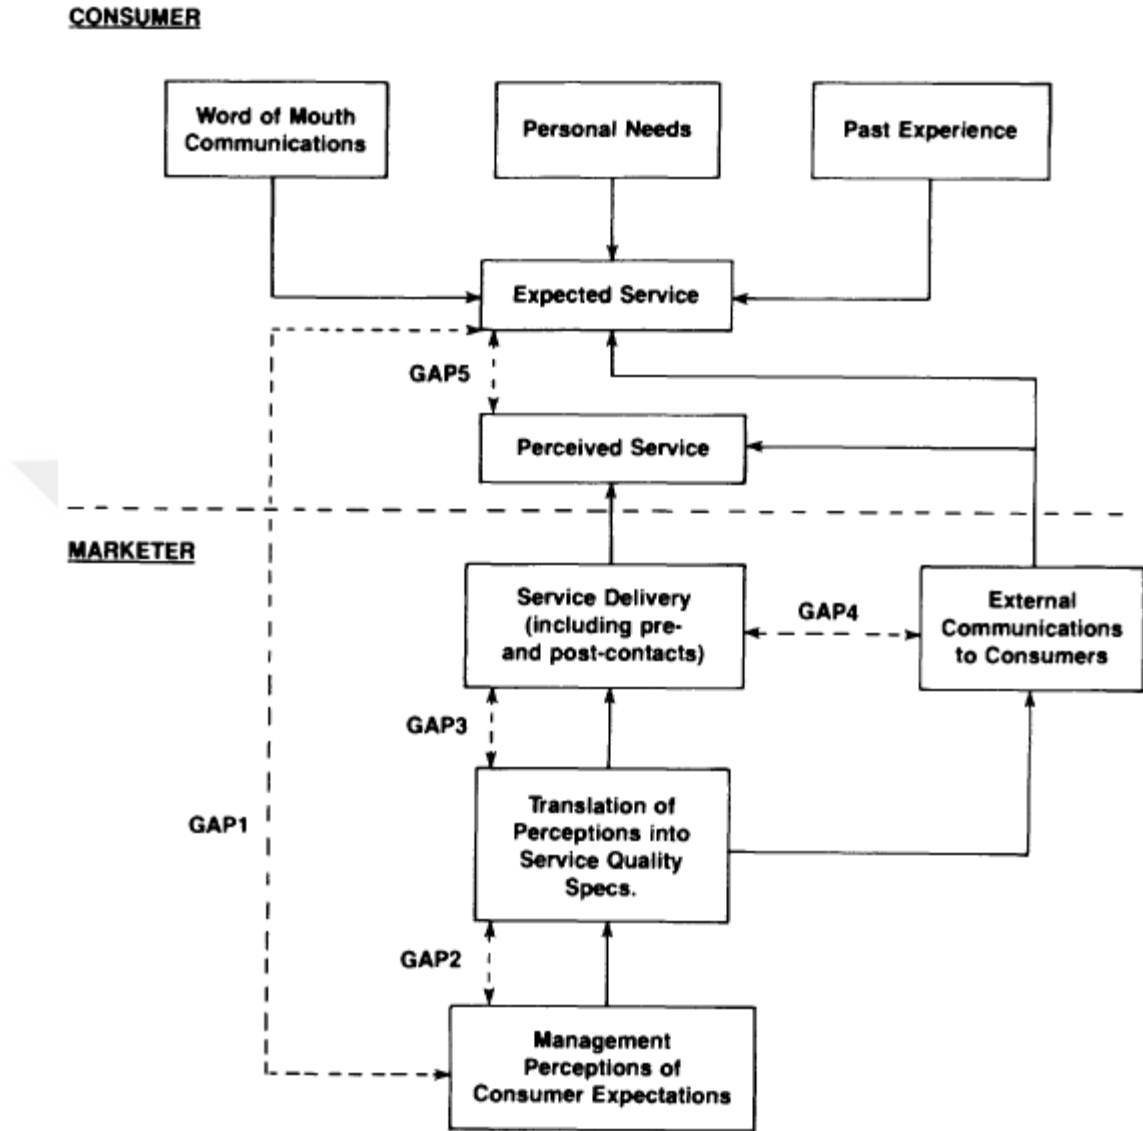 CONSUMER
Word of Mouth
Communications
Personal Needs
Past Experience
Expected Service
GAP5
Perceived Service
MARKETER
Service Delivery
(including pre-
and post-contacts)
GAP4
External
Communications
to Consumers
GAP3
GAP1
Translation of
Perceptions into
Service Quality
Specs.
GAP2
Management
Perceptions of
Consumer Expectations